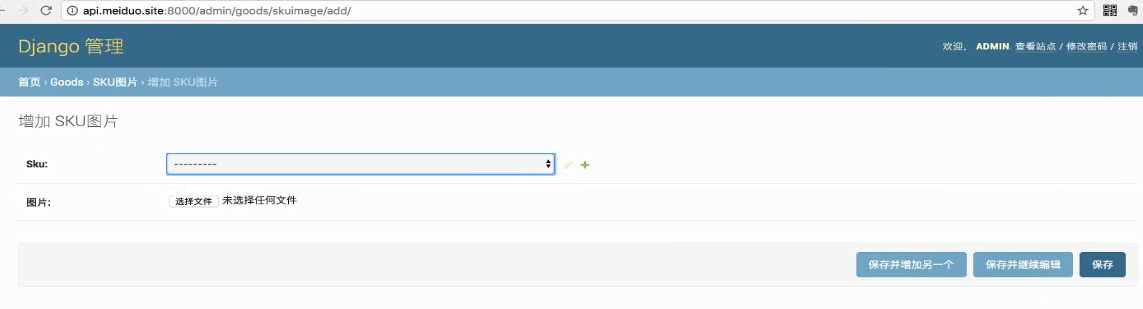 api.meiduo.site:8000/admin/goods/skuimage/add/
Django 管理
欢迎， ADMIN. 查看站点 / 修改密码 / 注销
首页 › Goods › SKU图片 › 增加 SKU图片
增加 SKU图片
Sku:
---------
图片:
选择文件 未选择任何文件
保存并增加另一个
保存并继续编辑
保存